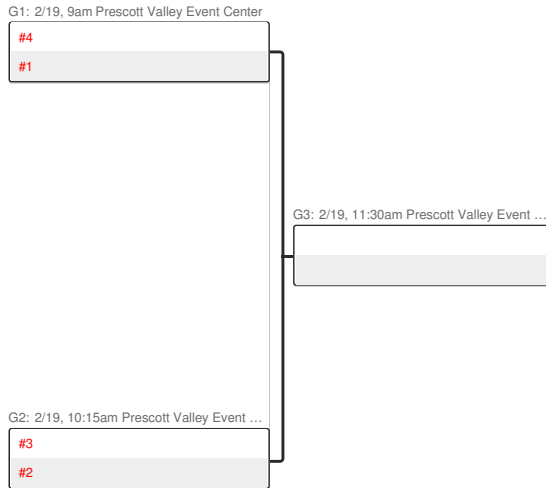 G1: 2/19, 9am Prescott Valley Event Center
#4
#1
G3: 2/19, 11:30am Prescott Valley Event ...
G2: 2/19, 10:15am Prescott Valley Event ...
#3
#2